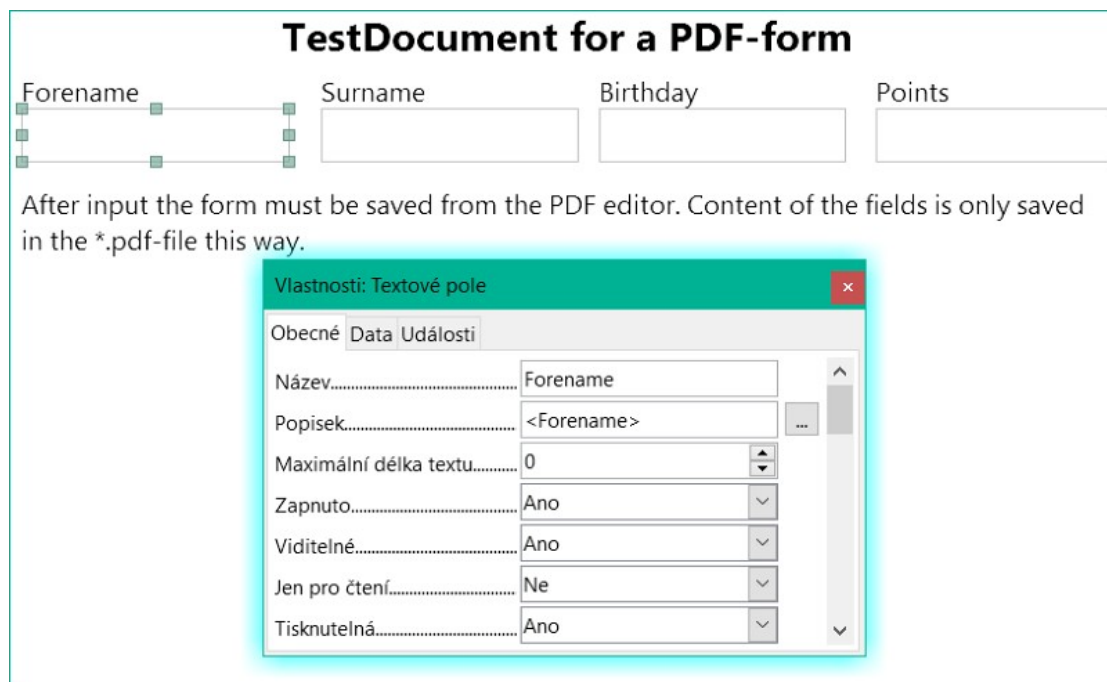 TestDocument for a PDF-form
Forename Surname Birthday Points
After input the form must be saved from the PDF editor. Content of the fields is only saved
in the *.pdf-file this way.
Vlastnosti: Textové pole
Obecné Data Události
Název.......................................... Forename
Popisek....................................... <Forename> ...
Maximální délka textu.......... 0
Zapnuto...................................... Ano
Viditelné..................................... Ano
Jen pro čtení............................. Ne
Tisknutelná................................ Ano